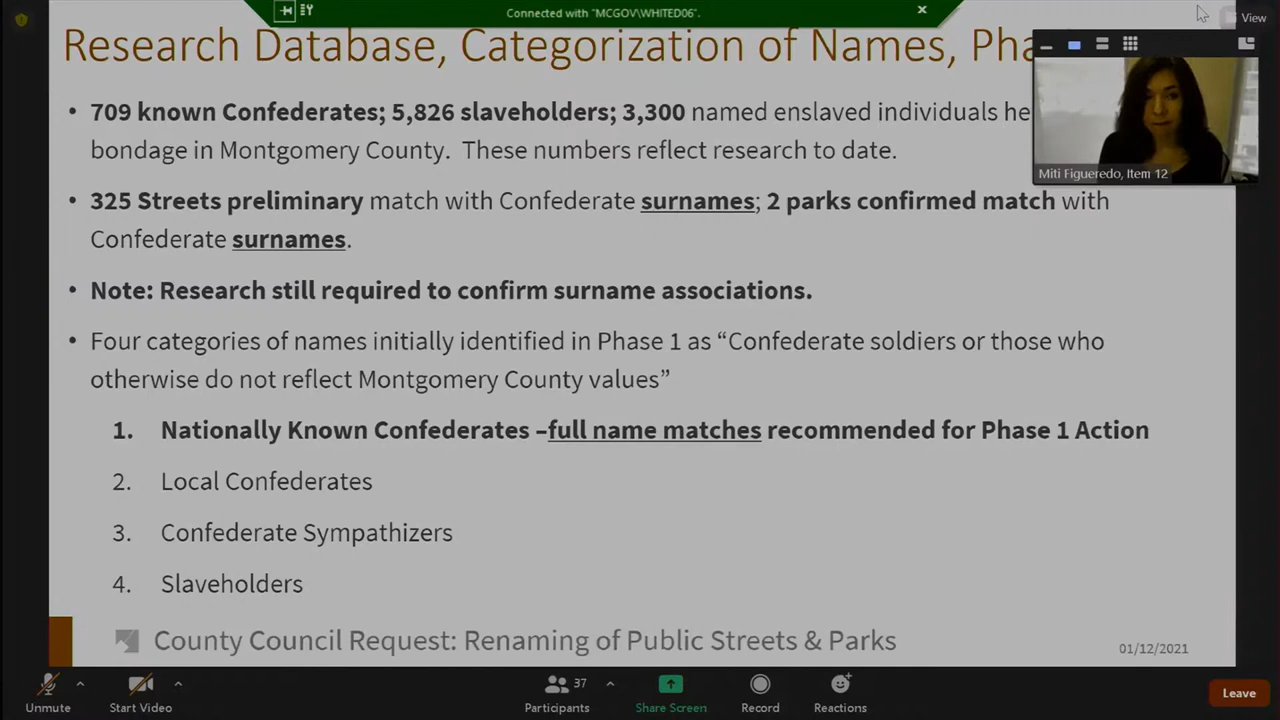 Connected with "MCGOV\WHITED06".
View
Research Database, Categorization of Names, Pha
Miti Figueredo, Item 12
• 709 known Confederates; 5,826 slaveholders; 3,300 named enslaved individuals he
bondage in Montgomery County. These numbers reflect research to date.
• 325 Streets preliminary match with Confederate surnames; 2 parks confirmed match with
Confederate surnames.
• Note: Research still required to confirm surname associations.
• Four categories of names initially identified in Phase 1 as “Confederate soldiers or those who
otherwise do not reflect Montgomery County values”
1. Nationally Known Confederates –full name matches recommended for Phase 1 Action
2. Local Confederates
3. Confederate Sympathizers
4. Slaveholders
County Council Request: Renaming of Public Streets & Parks
01/12/2021
Unmute
Start Video
37
Participants
Share Screen
Record
Reactions
Leave